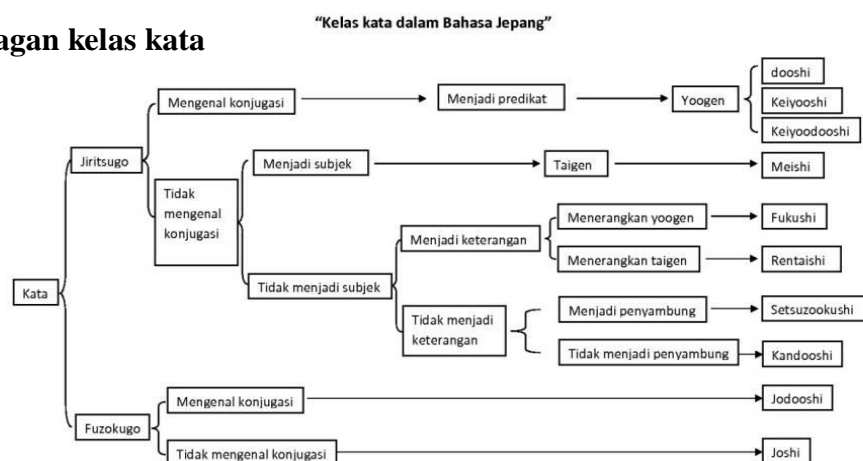 "Kelas kata dalam Bahasa Jepang"
agan kelas kata
Mengenal konjugasi
Menjadi predikat
Yoogen
dooshi
Keiyooshi
Keiyoodooshi
Jiritsugo
Tidak
mengenal
konjugasi
Menjadi subjek
Taigen
Meishi
Tidak menjadi subjek
Menjadi keterangan
Menerangkan yoogen
Fukushi
Menerangkan taigen
Rentaishi
Tidak menjadi
keterangan
Menjadi penyambung
Setsuzookushi
Tidak menjadi penyambung
Kandooshi
Kata
Fuzokugo
Mengenal konjugasi
Jodooshi
Tidak mengenal konjugasi
Joshi